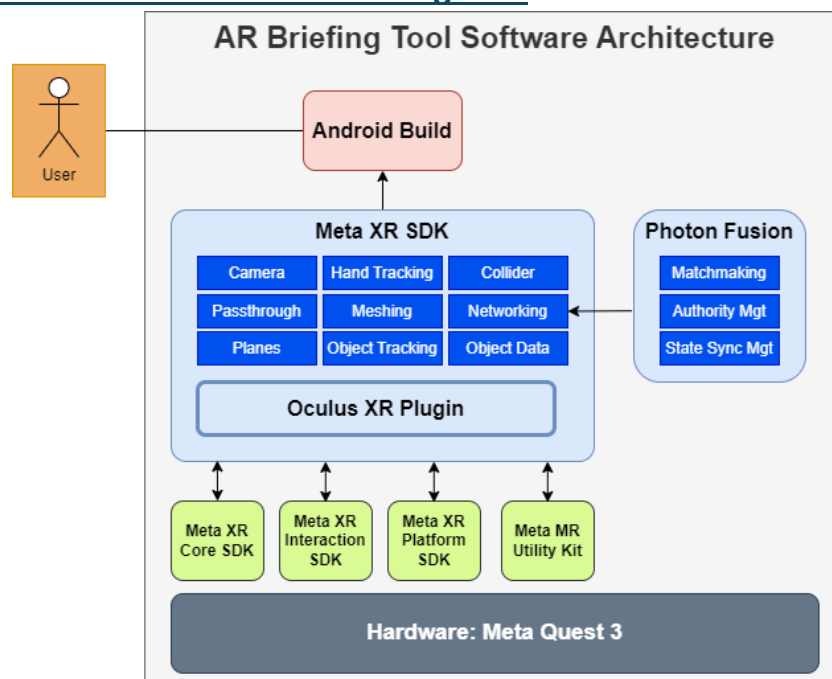 AR Briefing Tool Software Architecture
User
Android Build
Meta XR SDK
Camera
Hand Tracking
Collider
Passthrough
Meshing
Networking
Planes
Object Tracking
Object Data
Oculus XR Plugin
Photon Fusion
Matchmaking
Authority Mgt
State Sync Mgt
Meta XR
Core SDK
Meta XR
Interaction
SDK
Meta XR
Platform
SDK
Meta MR
Utility Kit
Hardware: Meta Quest 3